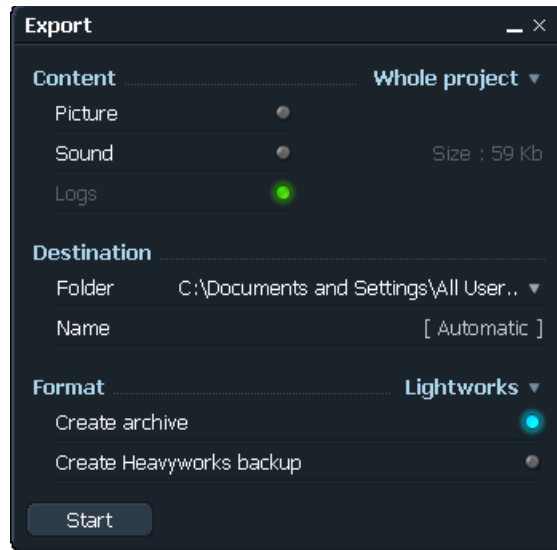 Export
Content Whole project
Picture
Sound Size : 59 Kb
Logs
Destination
Folder C:\Documents and Settings\All User..
Name [ Automatic ]
Format Lightworks
Create archive
Create Heavyworks backup
Start